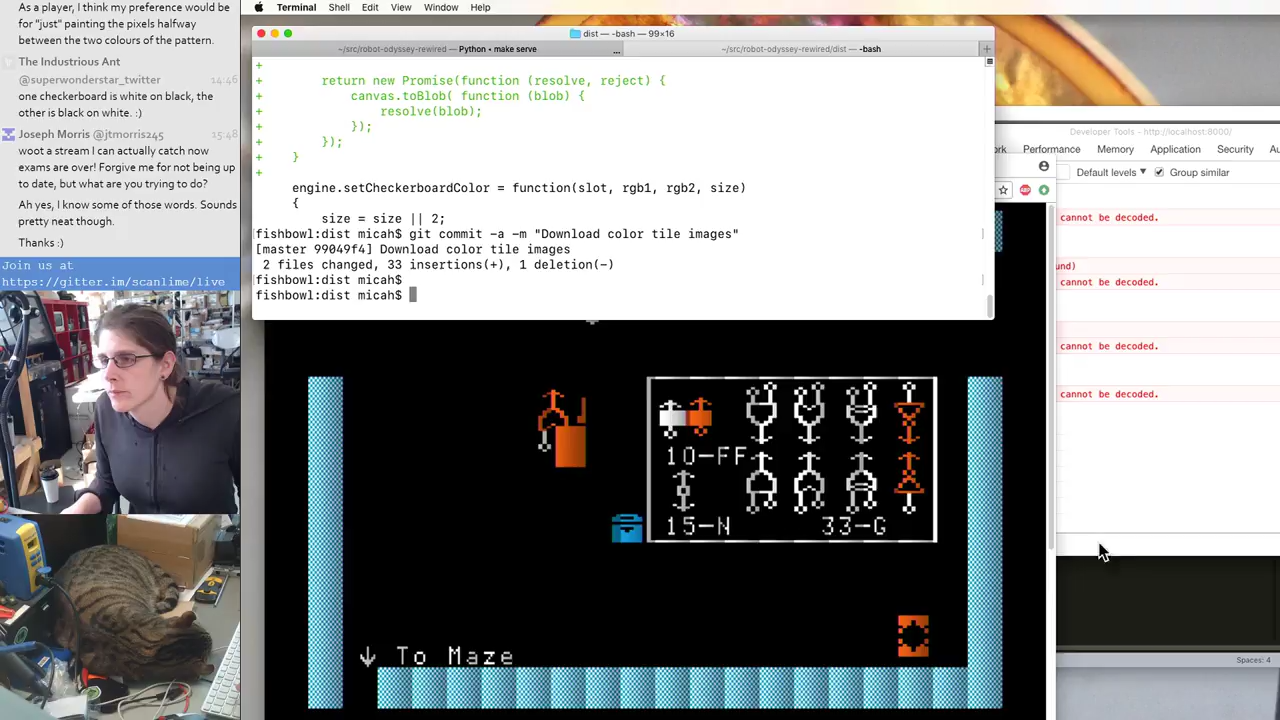 As a player, I think my preference would be
for "just" painting the pixels halfway
between the two colours of the pattern.
The Industrious Ant
@superwonderstar_twitter 14:46
one checkerboard is white on black, the
other is black on white. :)
Joseph Morris @jtmorris245 15:48
woot a stream I can actually catch now
exams are over! Forgive me for not being up
to date, but what are you trying to do?
Ah yes, I know some of those words. Sounds
pretty neat though.
Thanks :)
Join us at
https://gitter.im/scanlime/live
Terminal Shell Edit View Window Help
dist — -bash — 99×16
~/src/robot-odyssey-rewired — Python • make serve ... ~/src/robot-odyssey-rewired/dist — -bash +
+
+ return new Promise(function (resolve, reject) {
+ canvas.toBlob( function (blob) {
+ resolve(blob);
+ });
+ });
+ }
+
engine.setCheckerboardColor = function(slot, rgb1, rgb2, size)
{
size = size || 2;
[fishbowl:dist micah$ git commit -a -m "Download color tile images" ]
[master 99049f4] Download color tile images
2 files changed, 33 insertions(+), 1 deletion(-)
[fishbowl:dist micah$ ]
fishbowl:dist micah$
Developer Tools - http://localhost:8000/
rk Performance Memory Application Security
Default levels ▼ Group similar
cannot be decoded.
und)
cannot be decoded.
cannot be decoded.
cannot be decoded.
Spaces: 4
10-FF
15-N 33-G
↓ To Maze